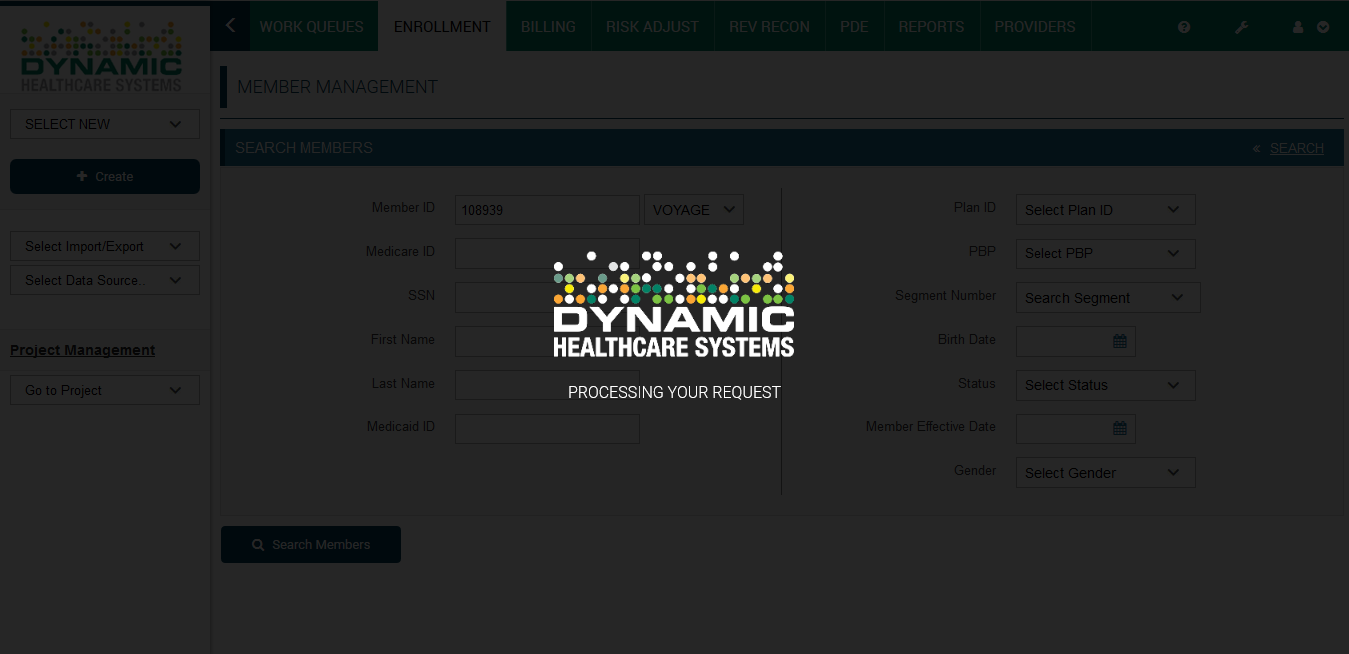 WORK QUEUES
ENROLLMENT
BILLING
RISK ADJUST
REV RECON
PDE
REPORTS
PROVIDERS
DYNAMIC
HEALTHCARE SYSTEMS
SELECT NEW
Create
Select Import/Export
Select Data Source..
Project Management
Go to Project
MEMBER MANAGEMENT
SEARCH MEMBERS
« SEARCH
Member ID 108939 VOYAGE
Medicare ID
SSN
First Name
Last Name
Medicaid ID
Plan ID Select Plan ID
PBP Select PBP
Segment Number Search Segment
Birth Date
Status Select Status
Member Effective Date
Gender Select Gender
DYNAMIC
HEALTHCARE SYSTEMS
PROCESSING YOUR REQUEST
Search Members